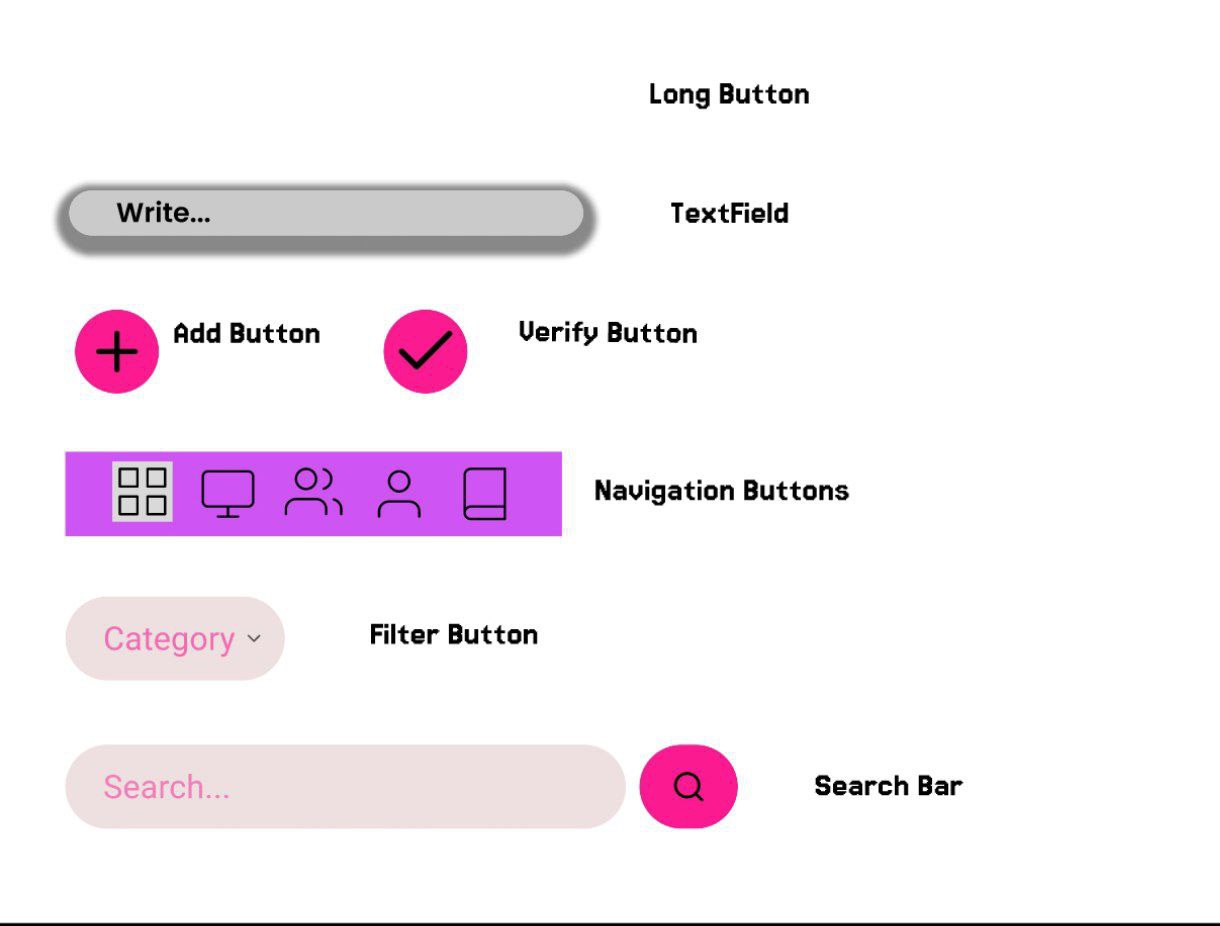 Long Button
Write...
TextField
Add Button
Verify Button
Navigation Buttons
Category
Filter Button
Search...
Search Bar